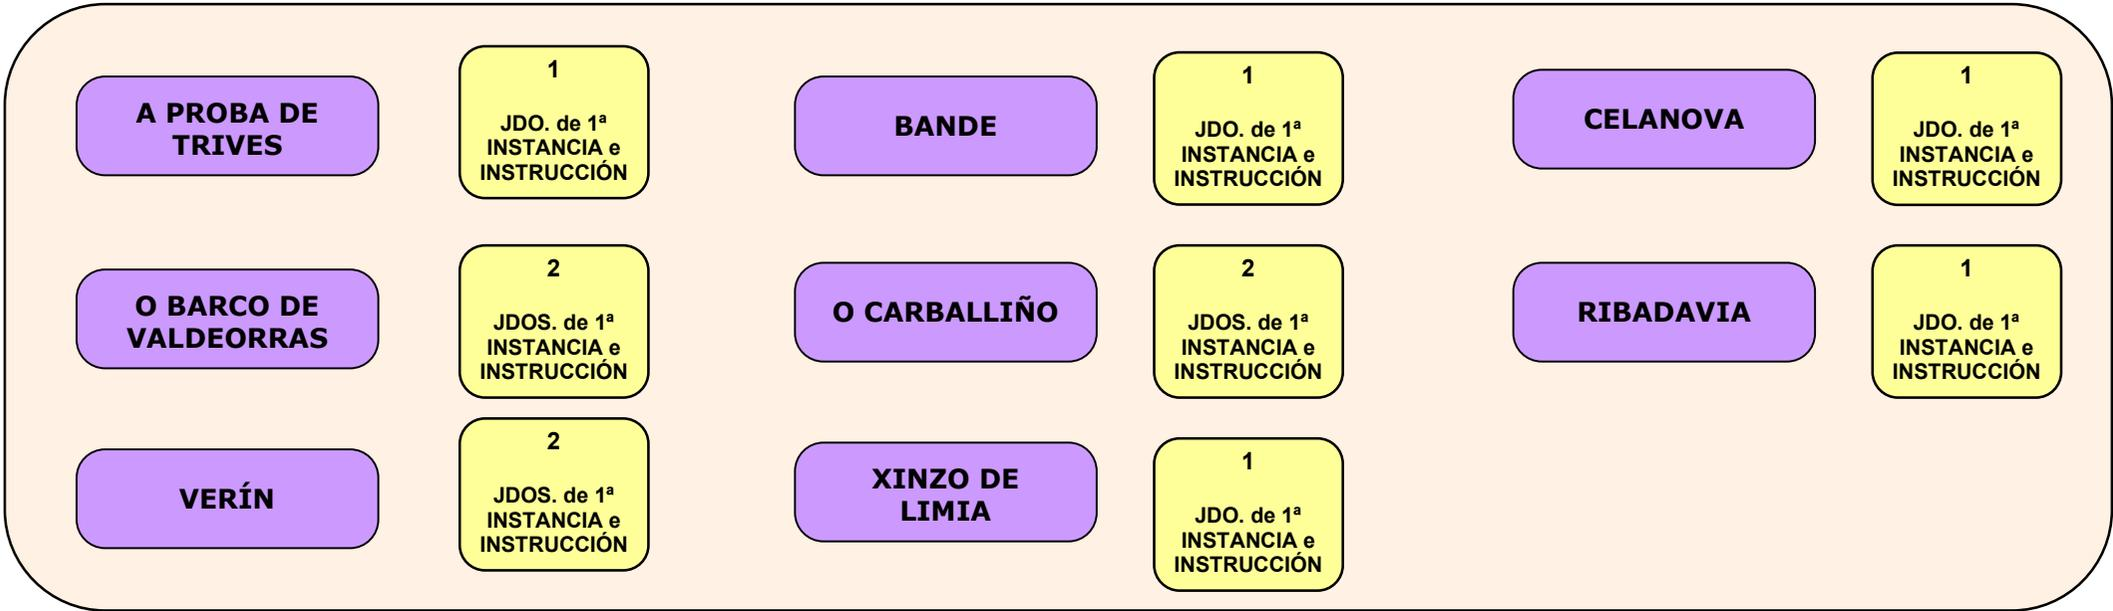 A PROBA DE
TRIVES
1
JDO. de 1ª
INSTANCIA e
INSTRUCCIÓN
BANDE
1
JDO. de 1ª
INSTANCIA e
INSTRUCCIÓN
CELANOVA
1
JDO. de 1ª
INSTANCIA e
INSTRUCCIÓN
O BARCO DE
VALDEORRAS
2
JDOS. de 1ª
INSTANCIA e
INSTRUCCIÓN
O CARBALLIÑO
2
JDOS. de 1ª
INSTANCIA e
INSTRUCCIÓN
RIBADAVIA
1
JDO. de 1ª
INSTANCIA e
INSTRUCCIÓN
VERÍN
2
JDOS. de 1ª
INSTANCIA e
INSTRUCCIÓN
XINZO DE
LIMIA
1
JDO. de 1ª
INSTANCIA e
INSTRUCCIÓN